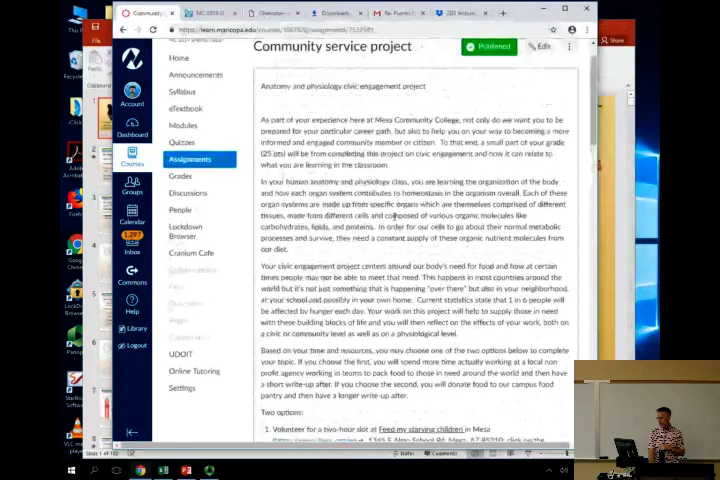 Community
MC-0819 G
Downloads
https://learn.maricopa.edu/courses/
Community service project
Published
Edit
Share
File
Account
Dashboard
Courses
Groups
Calendar
1,297
Inbox
Commons
Help
Library
Logout
Home
Announcements
Syllabus
eTextbook
Modules
Quizzes
Assignments
Grades
Discussions
People
Lockdown
Browser
Cranium Cafe
UDOIT
Online Tutoring
Settings
Anatomy and physiology civic engagement project
As part of your experience here at Mesa Community College, not only do we want you to be
prepared for your particular career path, but also to help you on your way to becoming a more
informed and engaged community member or citizen. To that end, a small part of your grade
(25 pts) will be from completing this project on civic engagement and how it can relate to
what you are learning in the classroom.
In your human anatomy and physiology class, you are learning the organization of the body
and how each organ system contributes to homeostasis in the organism overall. Each of these
organ systems are made up from specific organs which are themselves comprised of different
tissues, made from different cells and composed of various organic molecules like
carbohydrates, lipids, and proteins. In order for our cells to go about their normal metabolic
processes and survive, they need a constant supply of these organic nutrient molecules from
our diet.
Your civic engagement project centers around our body's need for food and how at certain
times people may not be able to meet that need. This happens in most countries around the
world but it's not just something that is happening "over there" but also in your neighborhood,
at your school and possibly in your own home. Current statistics state that 1 in 6 people will
be affected by hunger each day. Your work on this project will help to supply those in need
with these building blocks of life and you will then reflect on the effects of your work, both on
a civic or community level as well as on a physiological level.
Based on your time and resources, you may choose one of the two options below to complete
your topic. If you choose the first, you will spend more time actually working at a local non
profit agency working in teams to pack food to those in need around the world and then have
a short write-up after. If you choose the second, you will donate food to our campus food
pantry and then have a longer write-up after.
Two options:
1. Volunteer for a two-hour slot at Feed my starving children in Mesa
Slide 1 of 102
Notes
Comments